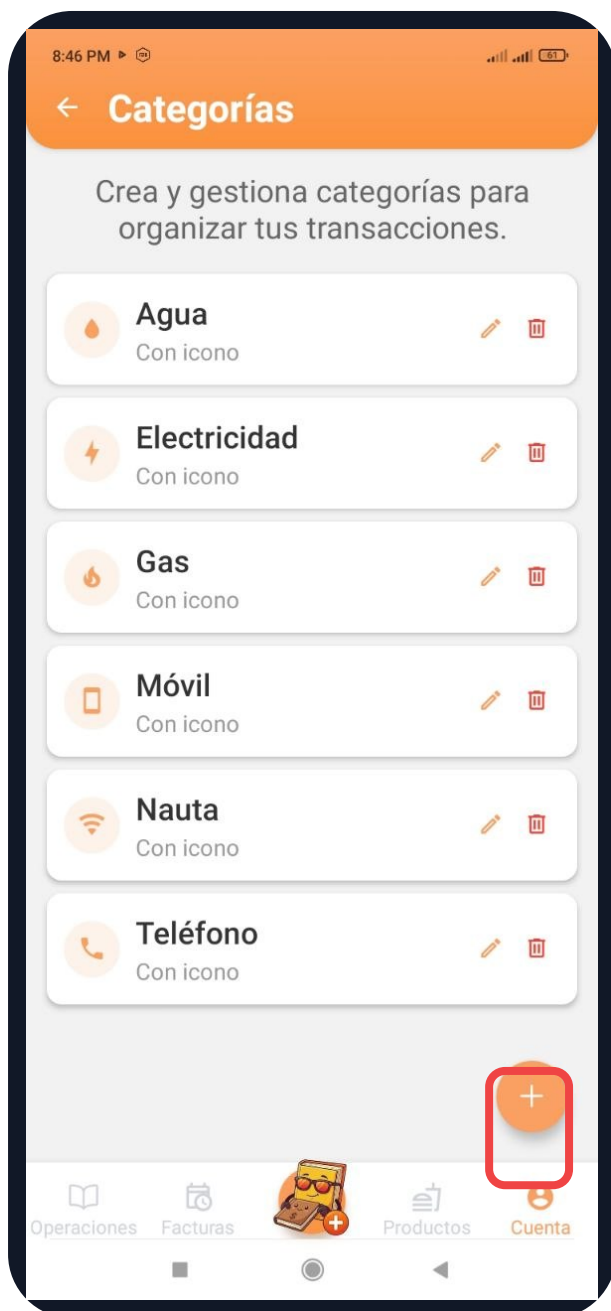 8:46 PM
61
Categorías
Crea y gestiona categorías para
organizar tus transacciones.
Agua
Con icono
Electricidad
Con icono
Gas
Con icono
Móvil
Con icono
Nauta
Con icono
Teléfono
Con icono
Operaciones Facturas Productos Cuenta